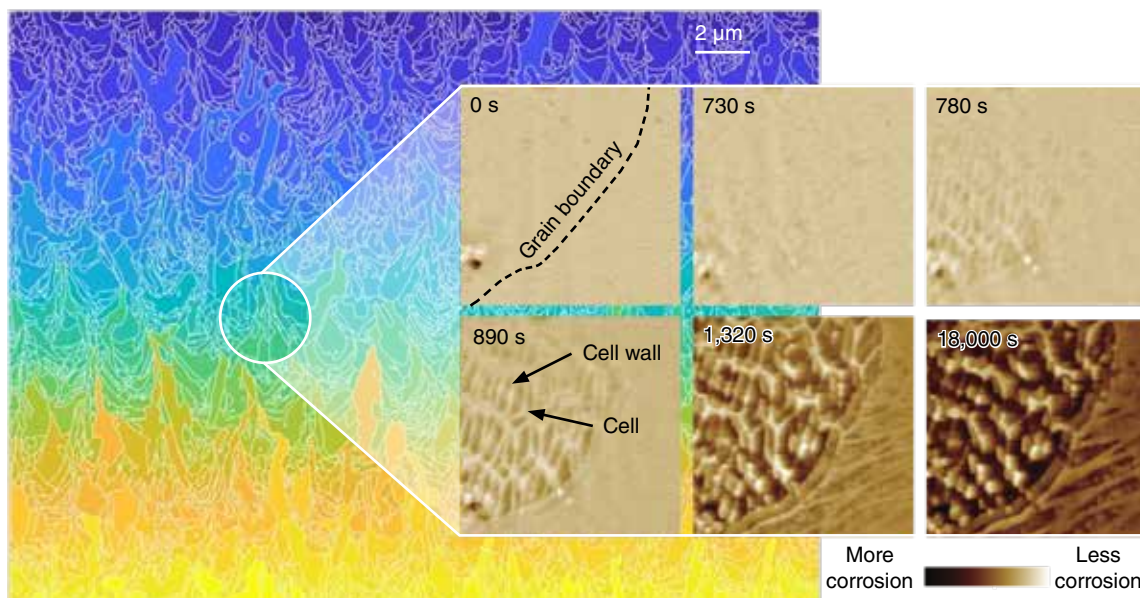 2 μm
0 s
730 s
780 s
Grain boundary
890 s
1,320 s
18,000 s
Cell wall
Cell
More
corrosion
Less
corrosion